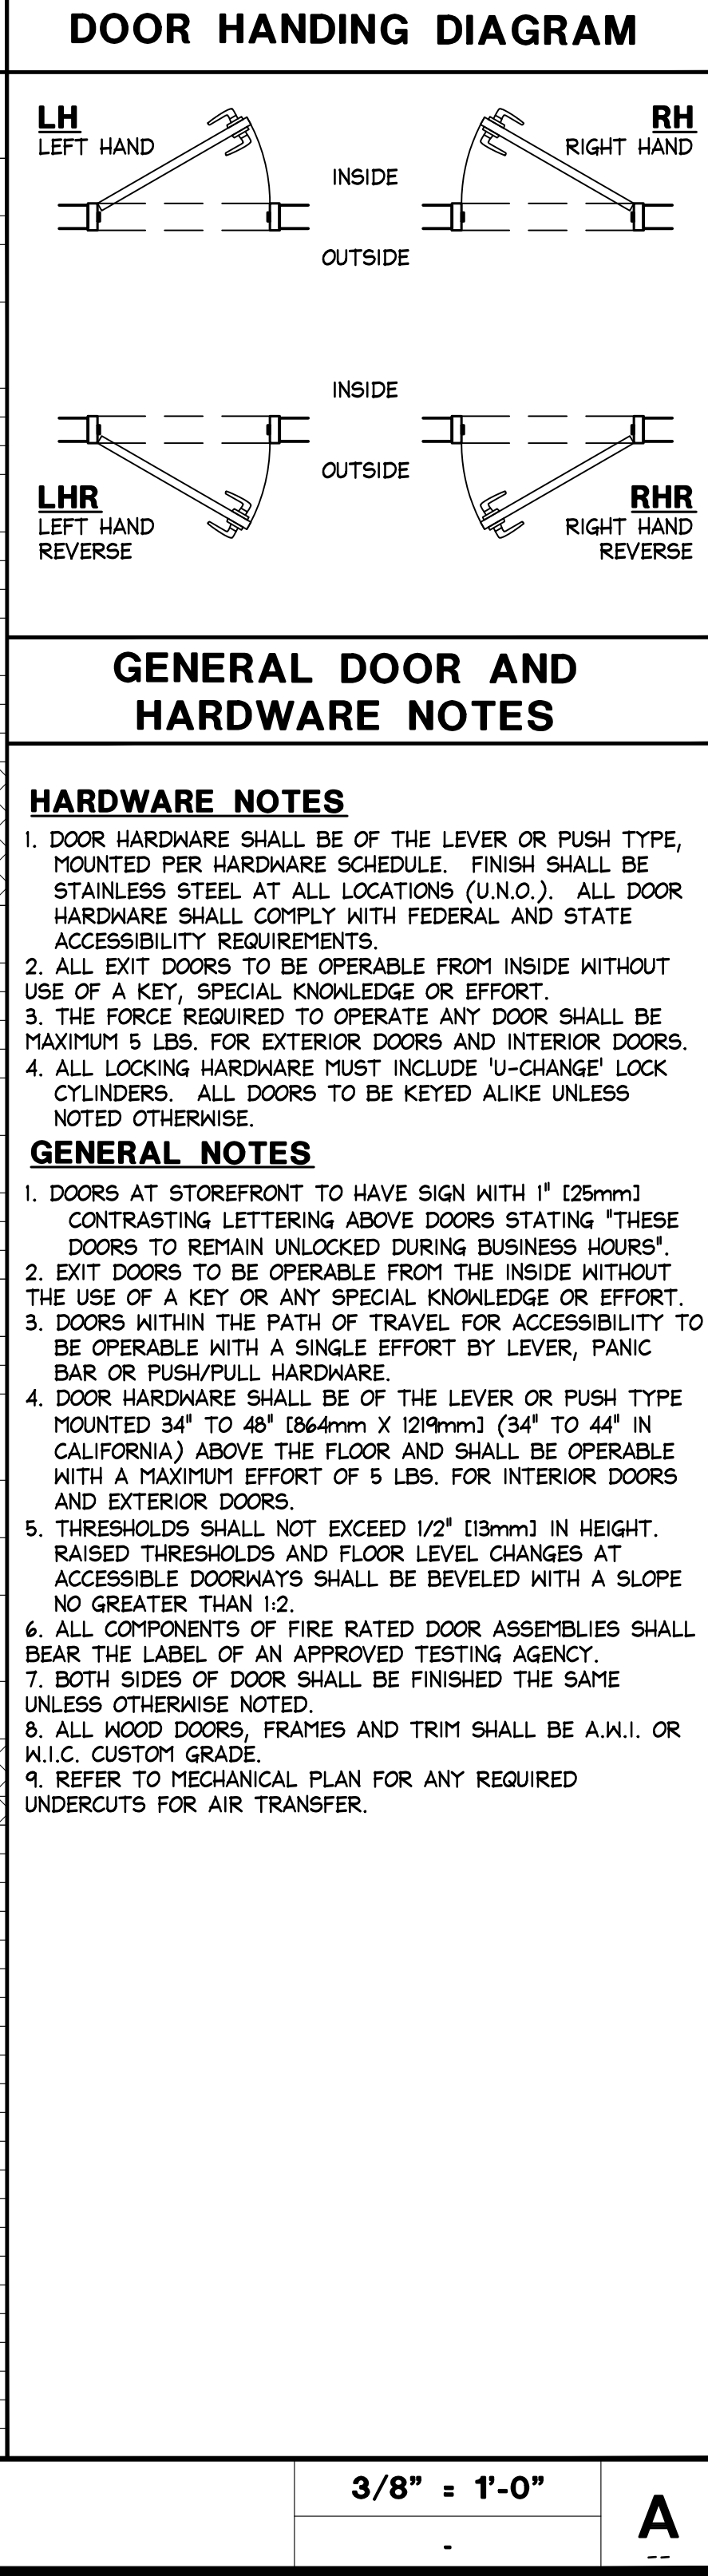 DOOR HANDING DIAGRAM
LH
LEFT HAND
RH
RIGHT HAND
INSIDE
OUTSIDE
INSIDE
OUTSIDE
LHR
LEFT HAND
REVERSE
RHR
RIGHT HAND
REVERSE
GENERAL DOOR AND
HARDWARE NOTES
HARDWARE NOTES
1. DOOR HARDWARE SHALL BE OF THE LEVER OR PUSH TYPE,
MOUNTED PER HARDWARE SCHEDULE. FINISH SHALL BE
STAINLESS STEEL AT ALL LOCATIONS (U.N.O.). ALL DOOR
HARDWARE SHALL COMPLY WITH FEDERAL AND STATE
ACCESSIBILITY REQUIREMENTS.
2. ALL EXIT DOORS TO BE OPERABLE FROM INSIDE WITHOUT
USE OF A KEY, SPECIAL KNOWLEDGE OR EFFORT.
3. THE FORCE REQUIRED TO OPERATE ANY DOOR SHALL BE
MAXIMUM 5 LBS. FOR EXTERIOR DOORS AND INTERIOR DOORS.
4. ALL LOCKING HARDWARE MUST INCLUDE 'U-CHANGE' LOCK
CYLINDERS. ALL DOORS TO BE KEYED ALIKE UNLESS
NOTED OTHERWISE.
GENERAL NOTES
1. DOORS AT STOREFRONT TO HAVE SIGN WITH 1" [25mm]
CONTRASTING LETTERING ABOVE DOORS STATING "THESE
DOORS TO REMAIN UNLOCKED DURING BUSINESS HOURS".
2. EXIT DOORS TO BE OPERABLE FROM THE INSIDE WITHOUT
THE USE OF A KEY OR ANY SPECIAL KNOWLEDGE OR EFFORT.
3. DOORS WITHIN THE PATH OF TRAVEL FOR ACCESSIBILITY TO
BE OPERABLE WITH A SINGLE EFFORT BY LEVER, PANIC
BAR OR PUSH/PULL HARDWARE.
4. DOOR HARDWARE SHALL BE OF THE LEVER OR PUSH TYPE
MOUNTED 34" TO 48" [864mm X 1219mm] (34" TO 44" IN
CALIFORNIA) ABOVE THE FLOOR AND SHALL BE OPERABLE
WITH A MAXIMUM EFFORT OF 5 LBS. FOR INTERIOR DOORS
AND EXTERIOR DOORS.
5. THRESHOLDS SHALL NOT EXCEED 1/2" [13mm] IN HEIGHT.
RAISED THRESHOLDS AND FLOOR LEVEL CHANGES AT
ACCESSIBLE DOORWAYS SHALL BE BEVELED WITH A SLOPE
NO GREATER THAN 1:2.
6. ALL COMPONENTS OF FIRE RATED DOOR ASSEMBLIES SHALL
BEAR THE LABEL OF AN APPROVED TESTING AGENCY.
7. BOTH SIDES OF DOOR SHALL BE FINISHED THE SAME
UNLESS OTHERWISE NOTED.
8. ALL WOOD DOORS, FRAMES AND TRIM SHALL BE A.W.I. OR
W.I.C. CUSTOM GRADE.
9. REFER TO MECHANICAL PLAN FOR ANY REQUIRED
UNDERCUTS FOR AIR TRANSFER.
3/8" = 1'-0"
-
A
--